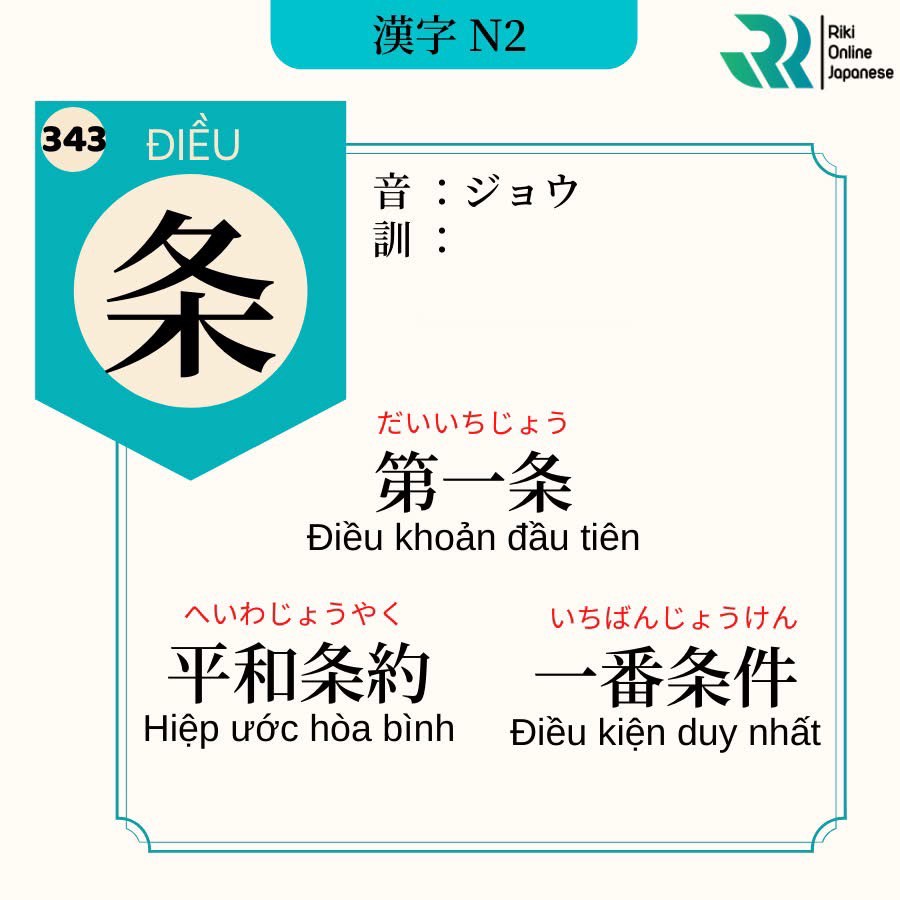 漢字 N2
Riki
Online
Japanese
343
ĐIỀU
条
音 ：ジョウ
訓 ：
だいいちじょう
第一条
Điều khoản đầu tiên
へいわじょうやく
平和条約
Hiệp ước hòa bình
いちばんじょうけん
一番条件
Điều kiện duy nhất